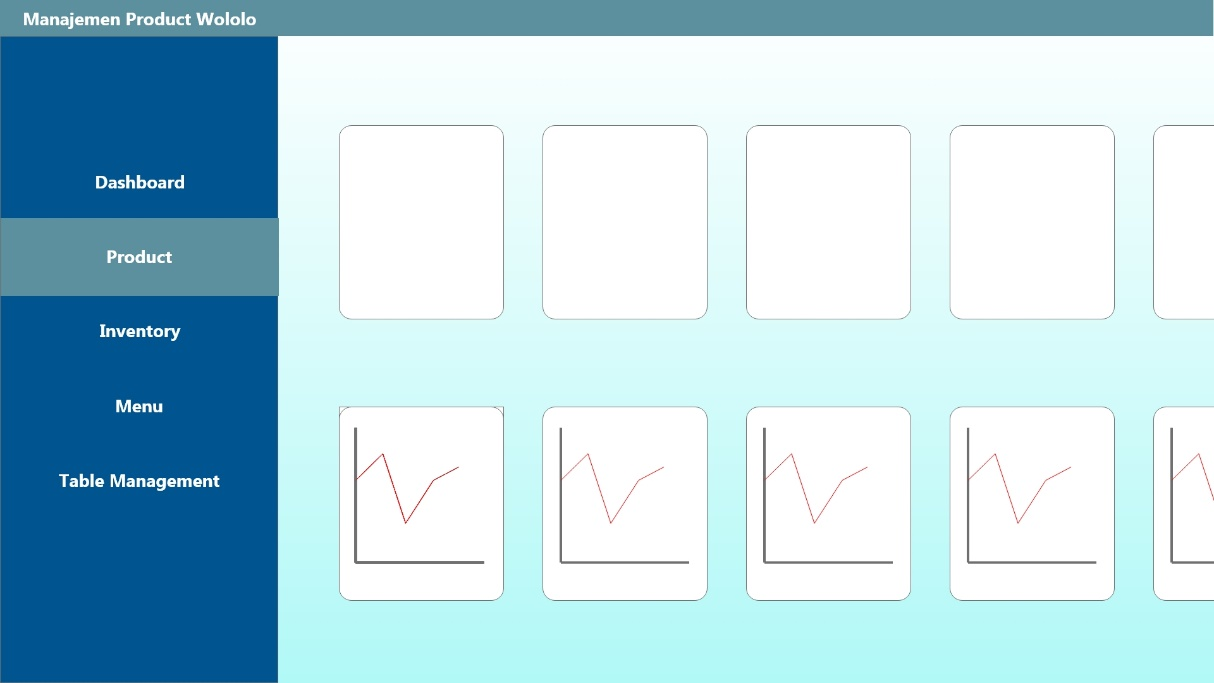 Manajemen Product Wololo
Dashboard
Product
Inventory
Menu
Table Management